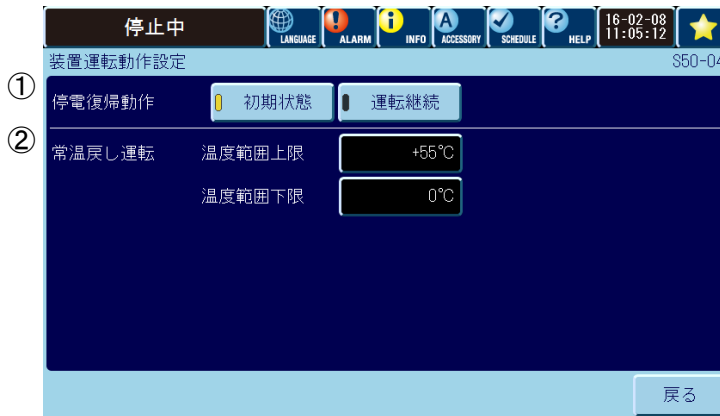 停止中 LANGUAGE ALARM INFO ACCESSORY SCHEDULE HELP 16-02-08
11:05:12
装置運転動作設定 S50-04
① 停電復帰動作 初期状態 運転継続
② 常温戻し運転 温度範囲上限 +55℃
温度範囲下限 0℃
戻る